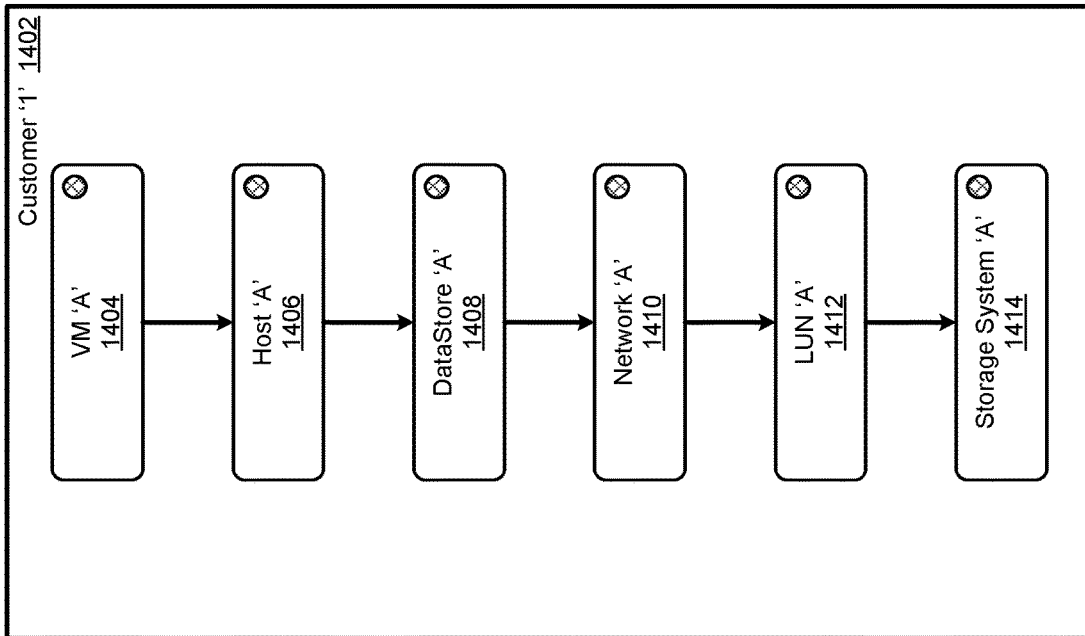 Customer ‘1’ 1402
VM ‘A’
1404
Host ‘A’
1406
DataStore ‘A’
1408
Network ‘A’
1410
LUN ‘A’
1412
Storage System ‘A’
1414